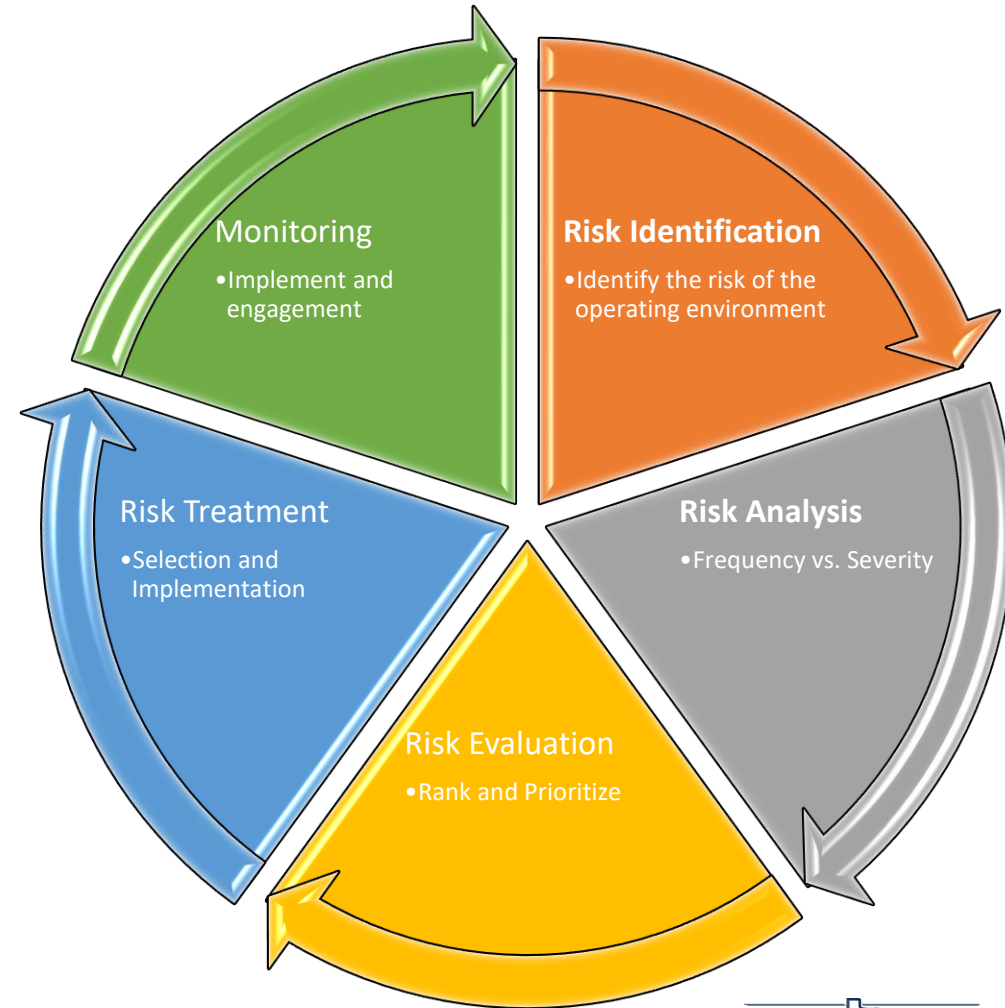 Risk Identification
•Identify the risk of the
operating environment
Risk Analysis
•Frequency vs. Severity
Risk Evaluation
•Rank and Prioritize
Risk Treatment
•Selection and
Implementation
Monitoring
•Implement and
engagement